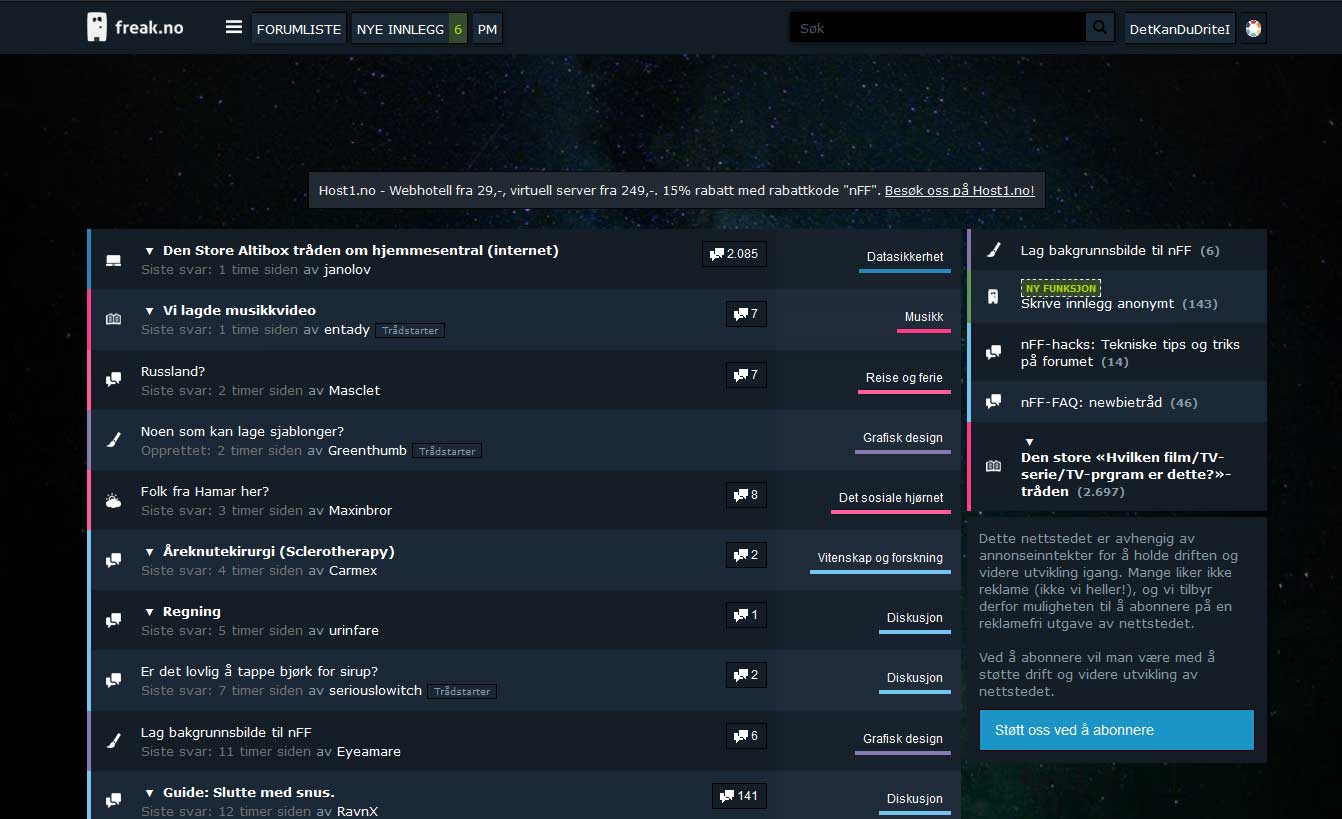 freak.no
FORUMLISTE
NYE INNLEGG 6
PM
Søk
DetKanDuDriteI
Host1.no - Webhotell fra 29,-, virtuell server fra 249,-. 15% rabatt med rabattkode "nFF". Besøk oss på Host1.no!
▼ Den Store Altibox tråden om hjemmesentral (internet)
Siste svar: 1 time siden av janolov
2.085
Datasikkerhet
▼ Vi lagde musikkvideo
Siste svar: 1 time siden av entady Trådstarter
7
Musikk
Russland?
Siste svar: 2 timer siden av Masclet
7
Reise og ferie
Noen som kan lage sjablonger?
Opprettet: 2 timer siden av Greenthumb Trådstarter
Grafisk design
Folk fra Hamar her?
Siste svar: 3 timer siden av Maxinbror
8
Det sosiale hjørnet
▼ Åreknutekirurgi (Sclerotherapy)
Siste svar: 4 timer siden av Carmex
2
Vitenskap og forskning
▼ Regning
Siste svar: 5 timer siden av urinfare
1
Diskusjon
Er det lovlig å tappe bjørk for sirup?
Siste svar: 7 timer siden av seriouslowitch Trådstarter
2
Diskusjon
Lag bakgrunnsbilde til nFF
Siste svar: 11 timer siden av Eyeamare
6
Grafisk design
▼ Guide: Slutte med snus.
Siste svar: 12 timer siden av RavnX
141
Diskusjon
Lag bakgrunnsbilde til nFF (6)
NY FUNKSJON
Skrive innlegg anonymt (143)
nFF-hacks: Tekniske tips og triks
på forumet (14)
nFF-FAQ: newbietråd (46)
▼
Den store «Hvilken film/TV-
serie/TV-prgram er dette?»-
tråden (2.697)
Dette nettstedet er avhengig av
annonseinntekter for å holde driften og
videre utvikling igang. Mange liker ikke
reklame (ikke vi heller!), og vi tilbyr
derfor muligheten til å abonnere på en
reklamefri utgave av nettstedet.
Ved å abonnere vil man være med å
støtte drift og videre utvikling av
nettstedet.
Støtt oss ved å abonnere